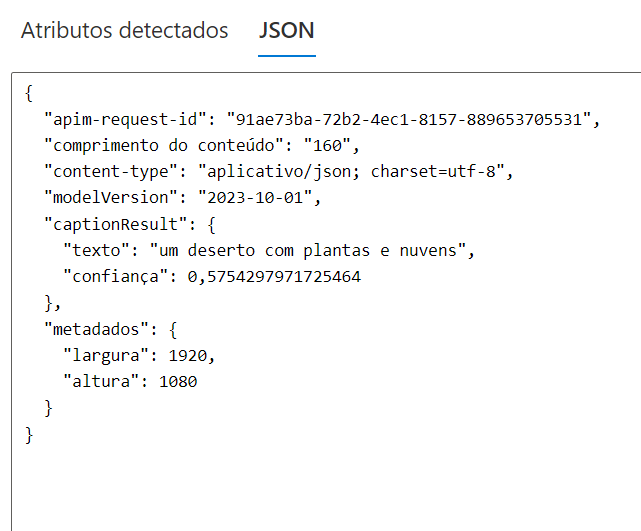 Atributos detectados JSON
{
"apim-request-id": "91ae73ba-72b2-4ec1-8157-889653705531",
"comprimento do conteúdo": "160",
"content-type": "aplicativo/json; charset=utf-8",
"modelVersion": "2023-10-01",
"captionResult": {
"texto": "um deserto com plantas e nuvens",
"confiança": 0,5754297971725464
},
"metadados": {
"largura": 1920,
"altura": 1080
}
}